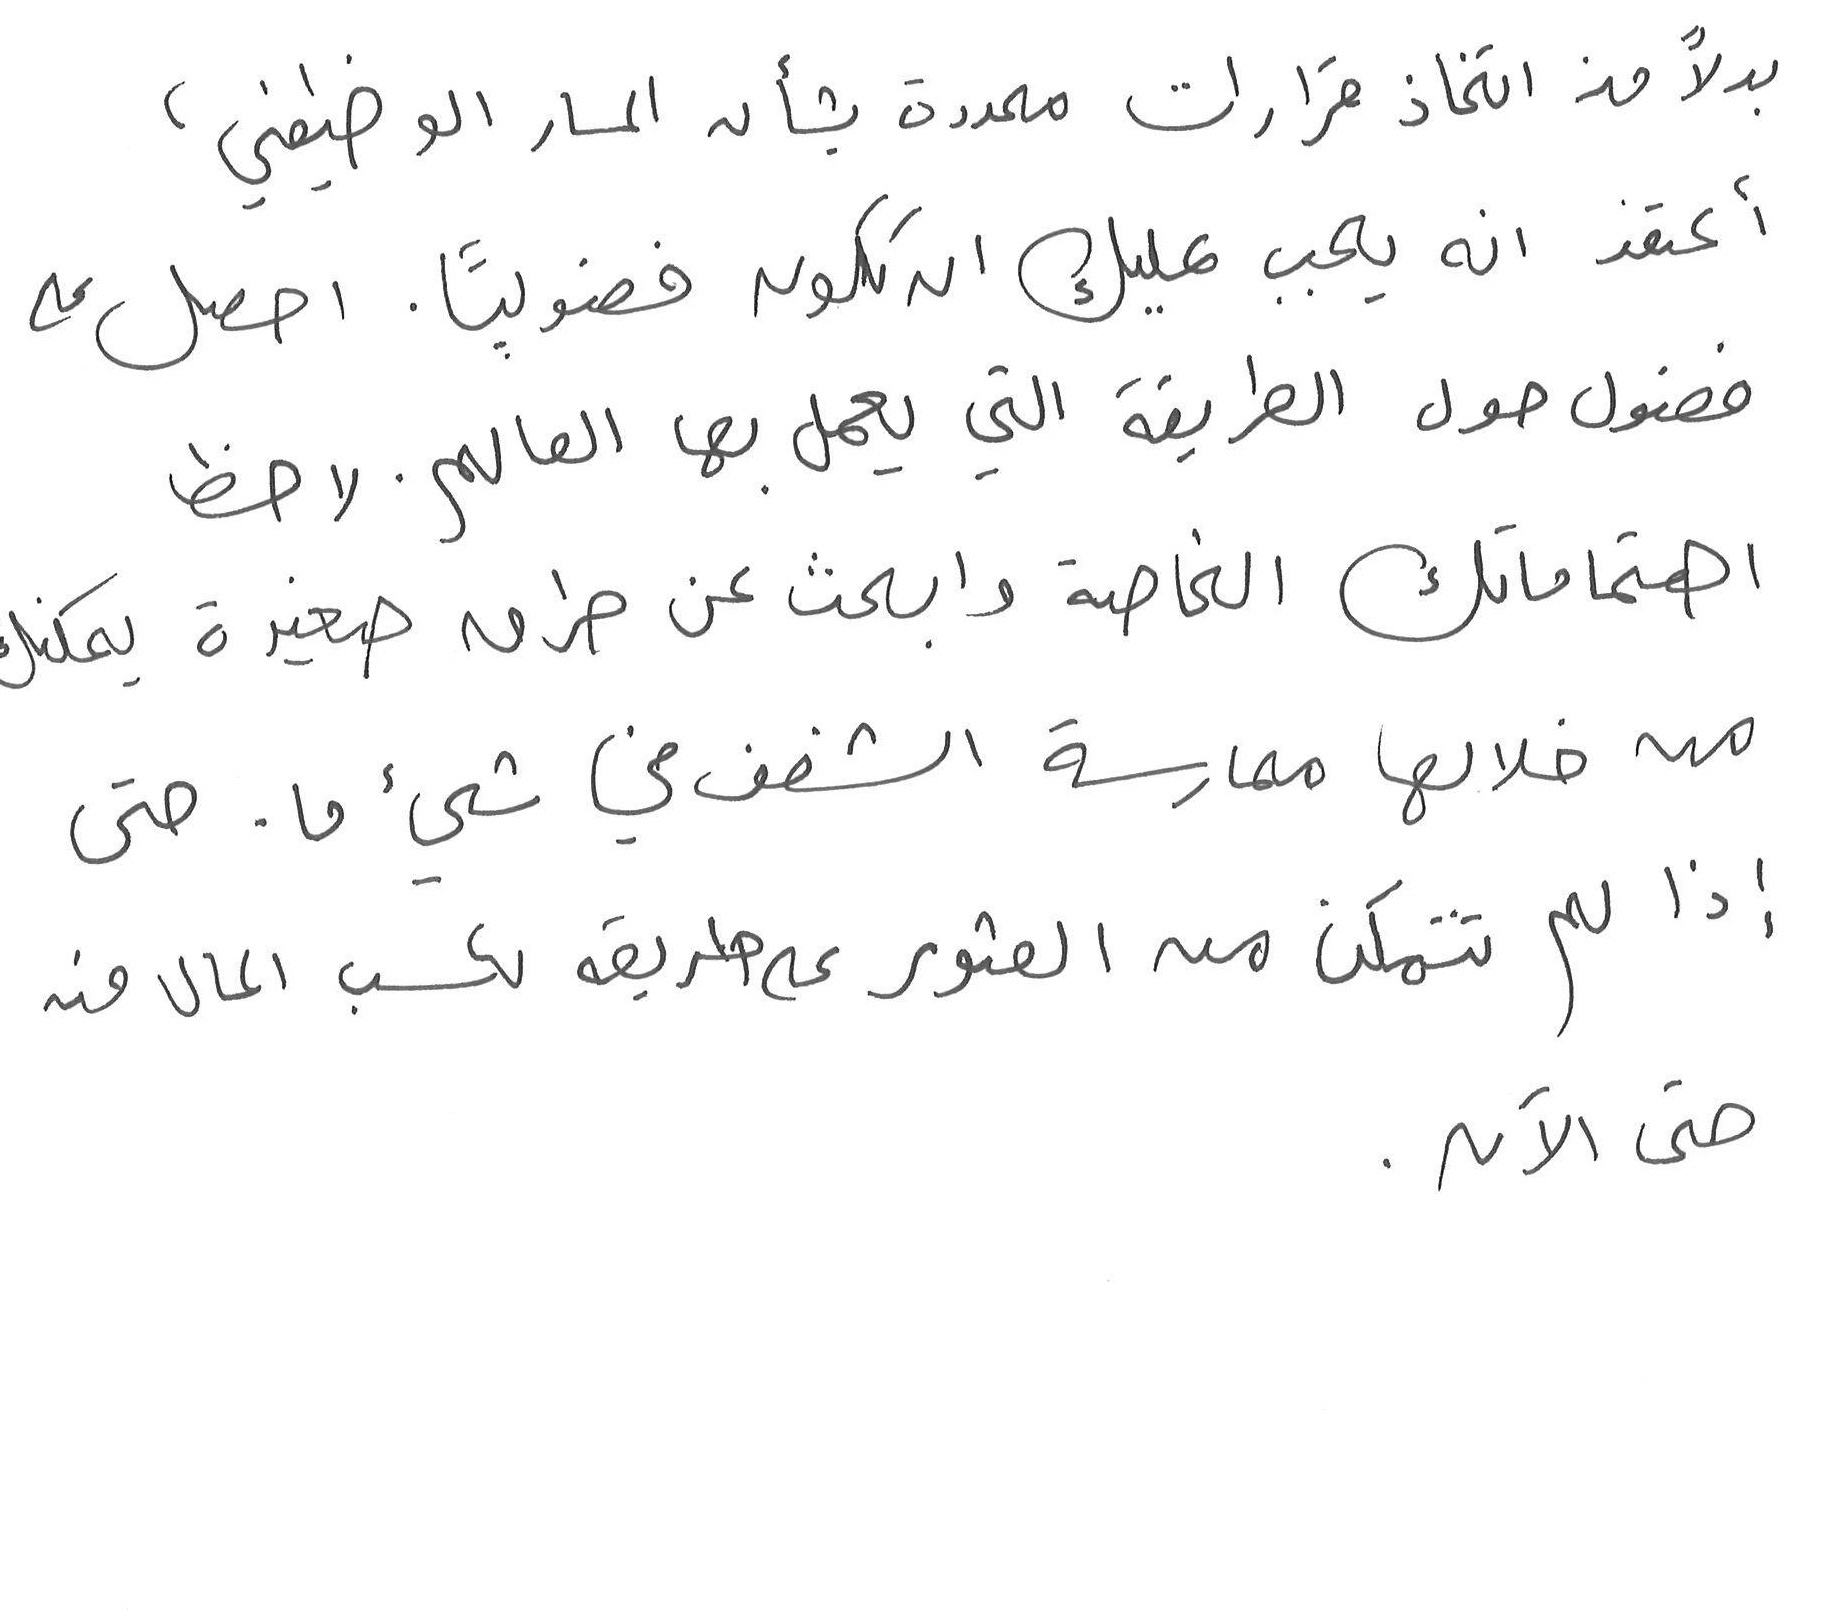 بدلاً من اتخاذ قرارات محددة بشأن المسار الوظيفي،
أعتقد انه يجب عليك ان تكون فضوليًا. احصل على
فضول حول الطريقة التي يعمل بها العالم. لاحظ
اهتماماتك الخاصة وابحث عن طرق صغيرة يمكنك
من خلالها ممارسة الشغف في شيء ما. حتى
إذا لم تتمكن من العثور على طريقه لكسب المال منه
حتى الآن.